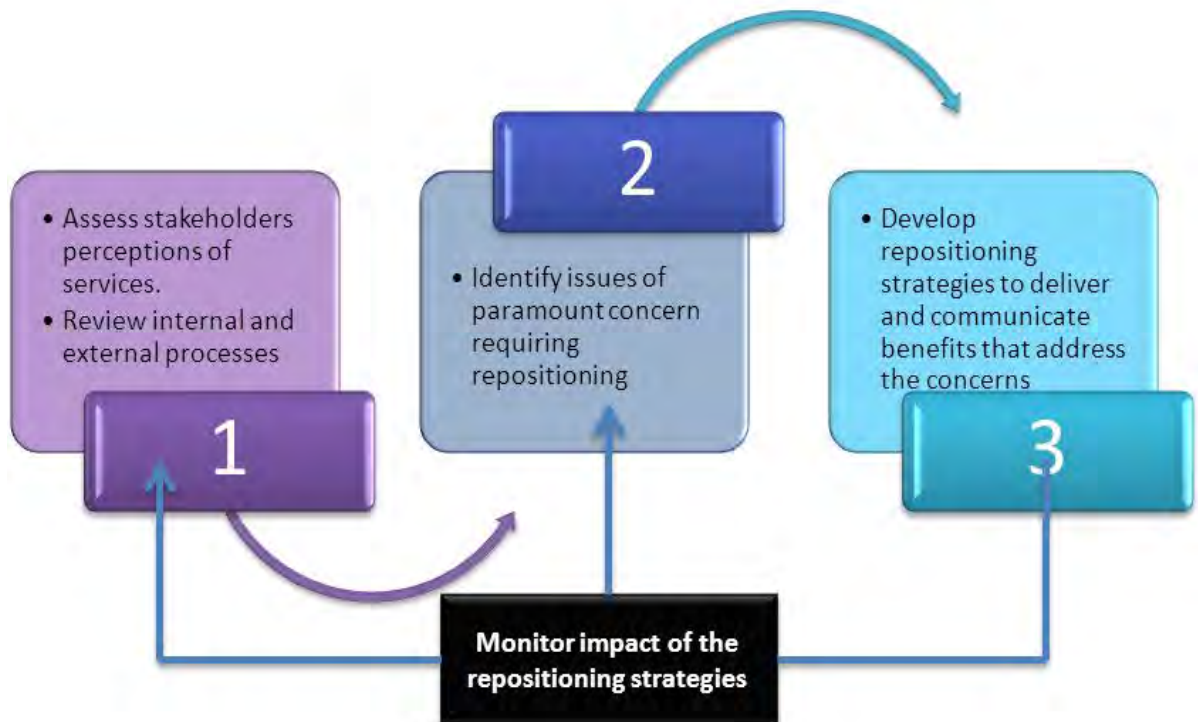 • Assess stakeholders
perceptions of
services.
• Review internal and
external processes
1
2
• Identify issues of
paramount concern
requiring
repositioning
• Develop
repositioning
strategies to deliver
and communicate
benefits that address
the concerns
3
Monitor impact of the
repositioning strategies